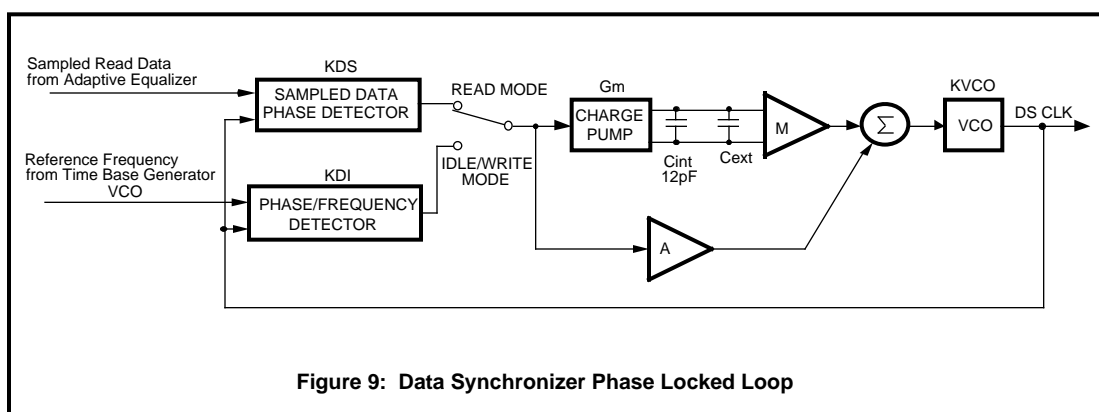 Sampled Read Data
from Adaptive Equalizer
KDS
SAMPLED DATA
PHASE DETECTOR
READ MODE
Gm
CHARGE
PUMP
Cint
12pF
Cext
M
Σ
KVCO
VCO
DS CLK
Reference Frequency
from Time Base Generator
VCO
KDI
PHASE/FREQUENCY
DETECTOR
IDLE/WRITE
MODE
A
Figure 9: Data Synchronizer Phase Locked Loop